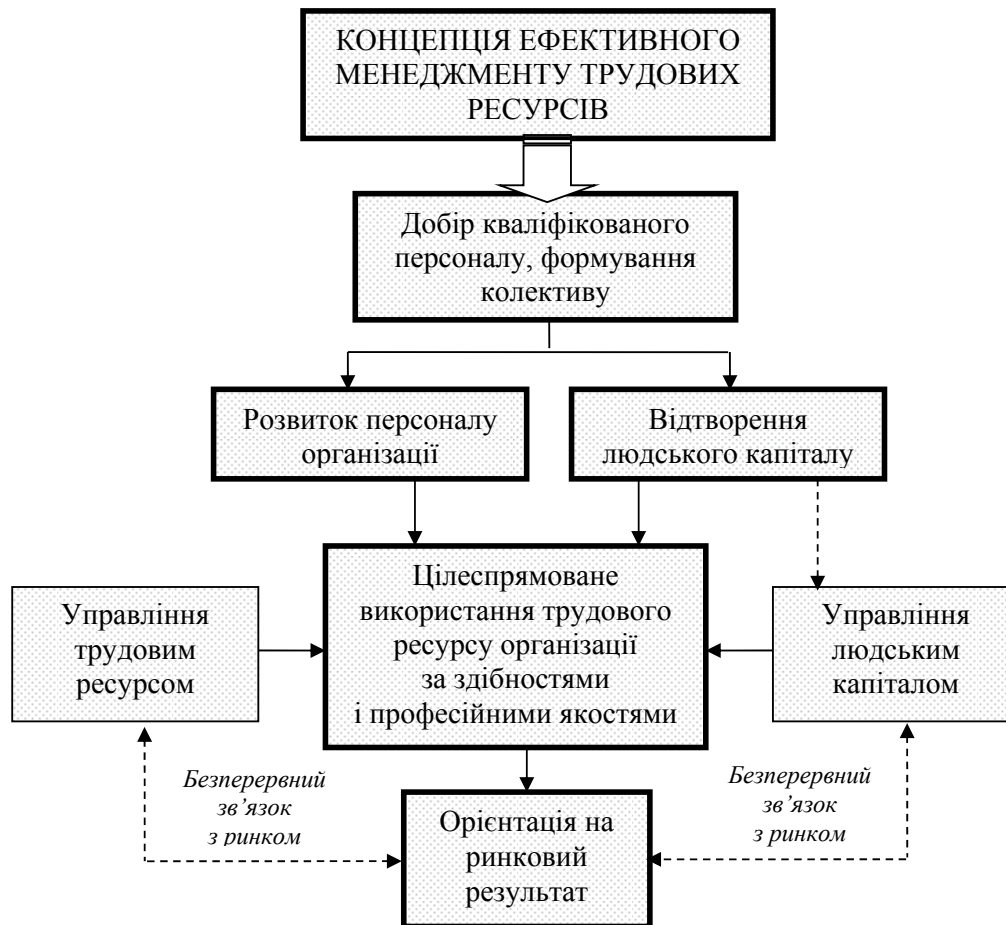 КОНЦЕПЦІЯ ЕФЕКТИВНОГО
МЕНЕДЖМЕНТУ ТРУДОВИХ
РЕСУРСІВ
Добір кваліфікованого
персоналу, формування
колективу
Розвиток персоналу
організації
Відтворення
людського капіталу
Управління
трудовим
ресурсом
Цілеспрямоване
використання трудового
ресурсу організації
за здібностями
і професійними якостями
Управління
людським
капіталом
Безперервний
зв’язок
з ринком
Орієнтація на
ринковий
результат
Безперервний
зв’язок
з ринком